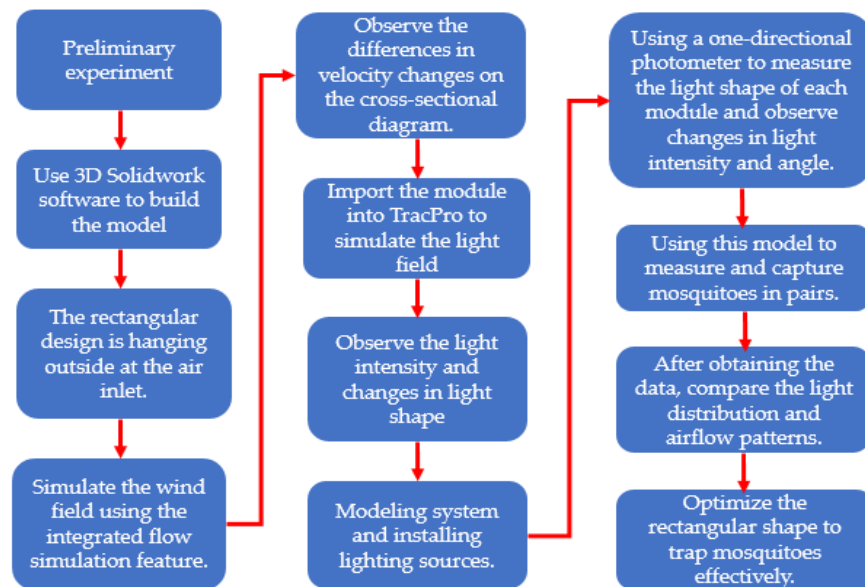 Preliminary
experiment
Use 3D Solidwork
software to build
the model
The rectangular
design is hanging
outside at the air
inlet.
Simulate the wind
field using the
integrated flow
simulation feature.
Observe the
differences in
velocity changes on
the cross-sectional
diagram.
Import the module
into TracPro to
simulate the light
field
Observe the light
intensity and
changes in light
shape
Modeling system
and installing
lighting sources.
Using a one-directional
photometer to measure
the light shape of each
module and observe
changes in light
intensity and angle.
Using this model to
measure and capture
mosquitoes in pairs.
After obtaining the
data, compare the light
distribution and
airflow patterns.
Optimize the
rectangular shape to
trap mosquitoes
effectively.